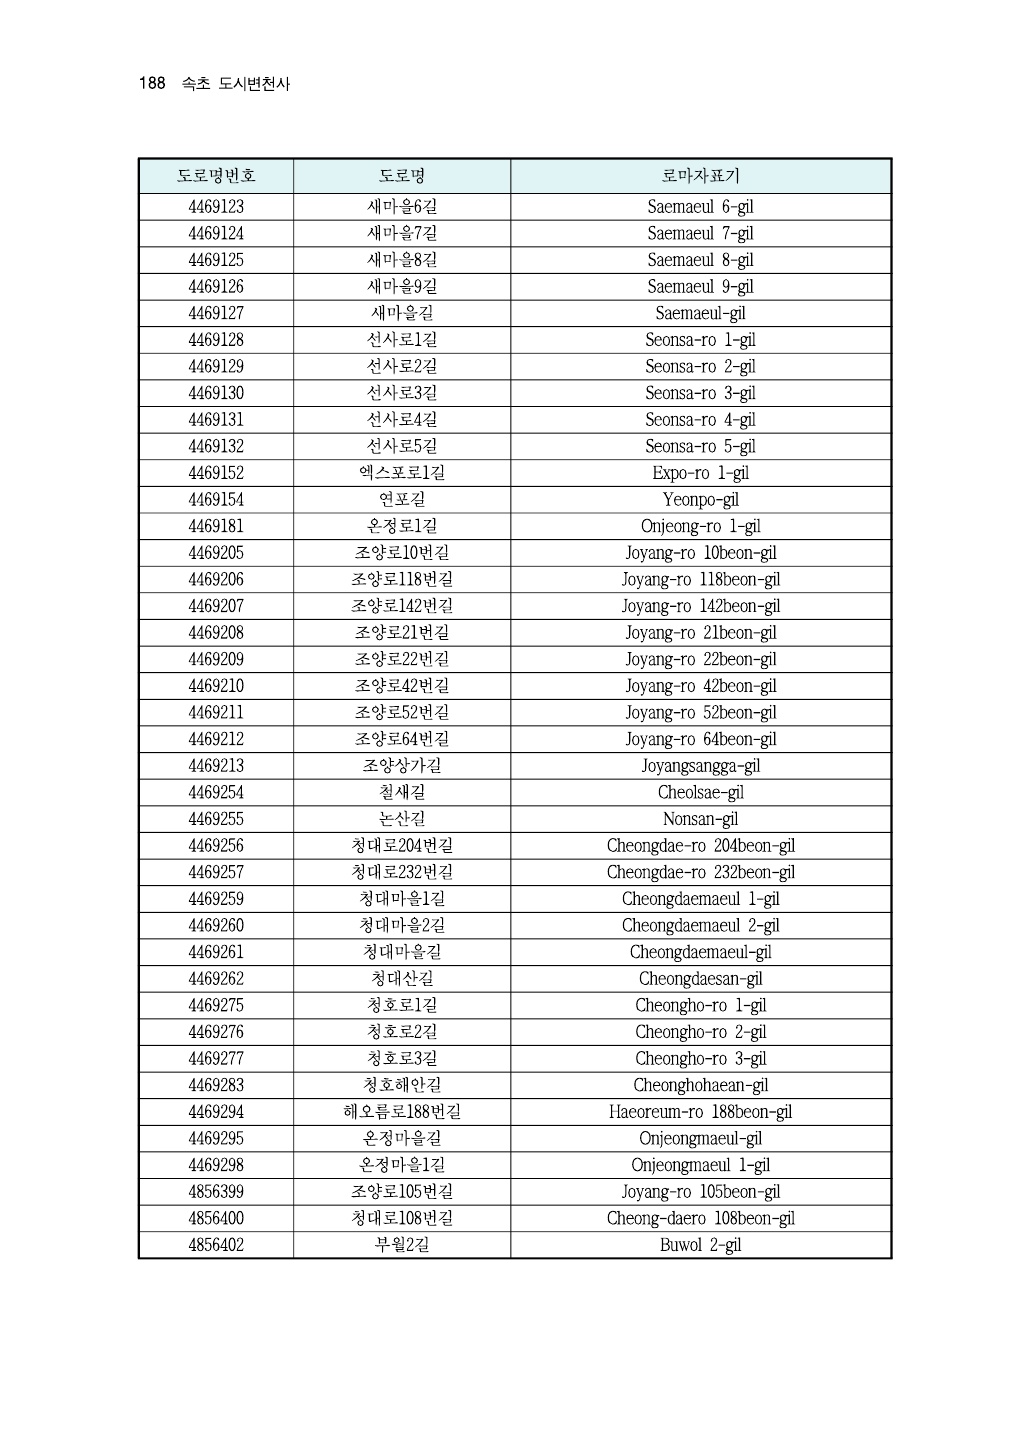 188 속초 도시변천사
도로명번호 도로명 로마자표기
4469123 새마을6길 Saemaeul 6-gil
4469124 새마을7길 Saemaeul 7-gil
4469125 새마을8길 Saemaeul 8-gil
4469126 새마을9길 Saemaeul 9-gil
4469127 새마을길 Saemaeul-gil
4469128 선사로1길 Seonsa-ro 1-gil
4469129 선사로2길 Seonsa-ro 2-gil
4469130 선사로3길 Seonsa-ro 3-gil
4469131 선사로4길 Seonsa-ro 4-gil
4469132 선사로5길 Seonsa-ro 5-gil
4469152 엑스포로1길 Expo-ro 1-gil
4469154 연포길 Yeonpo-gil
4469181 온정로1길 Onjeong-ro 1-gil
4469205 조양로10번길 Joyang-ro 10beon-gil
4469206 조양로118번길 Joyang-ro 118beon-gil
4469207 조양로142번길 Joyang-ro 142beon-gil
4469208 조양로21번길 Joyang-ro 21beon-gil
4469209 조양로22번길 Joyang-ro 22beon-gil
4469210 조양로42번길 Joyang-ro 42beon-gil
4469211 조양로52번길 Joyang-ro 52beon-gil
4469212 조양로64번길 Joyang-ro 64beon-gil
4469213 조양상가길 Joyangsangga-gil
4469254 철새길 Cheolsae-gil
4469255 논산길 Nonsan-gil
4469256 청대로204번길 Cheongdae-ro 204beon-gil
4469257 청대로232번길 Cheongdae-ro 232beon-gil
4469259 청대마을1길 Cheongdaemaeul 1-gil
4469260 청대마을2길 Cheongdaemaeul 2-gil
4469261 청대마을길 Cheongdaemaeul-gil
4469262 청대산길 Cheongdaesan-gil
4469275 청호로1길 Cheongho-ro 1-gil
4469276 청호로2길 Cheongho-ro 2-gil
4469277 청호로3길 Cheongho-ro 3-gil
4469283 청호해안길 Cheonghohaean-gil
4469294 해오름로188번길 Haeoreum-ro 188beon-gil
4469295 온정마을길 Onjeongmaeul-gil
4469298 온정마을1길 Onjeongmaeul 1-gil
4856399 조양로105번길 Joyang-ro 105beon-gil
4856400 청대로108번길 Cheong-daero 108beon-gil
4856402 부월2길 Buwol 2-gil